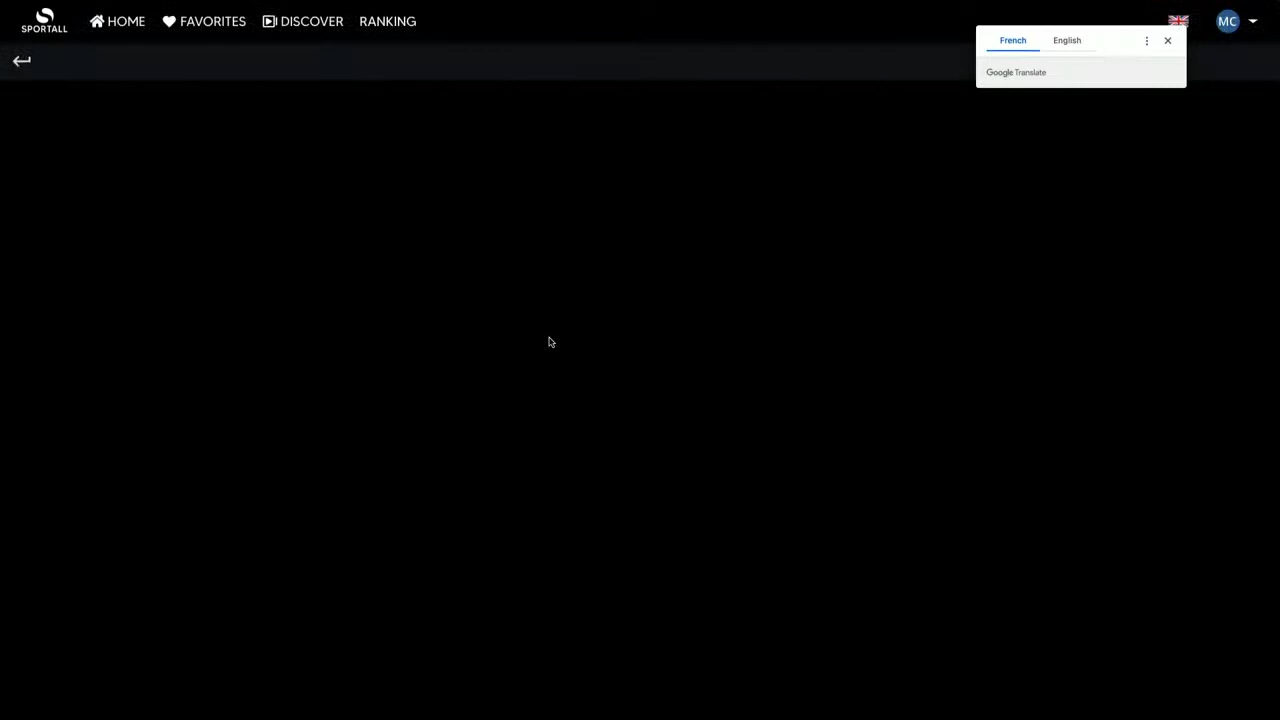 SPORTALL
HOME FAVORITES DISCOVER RANKING
MC
French English
Google Translate